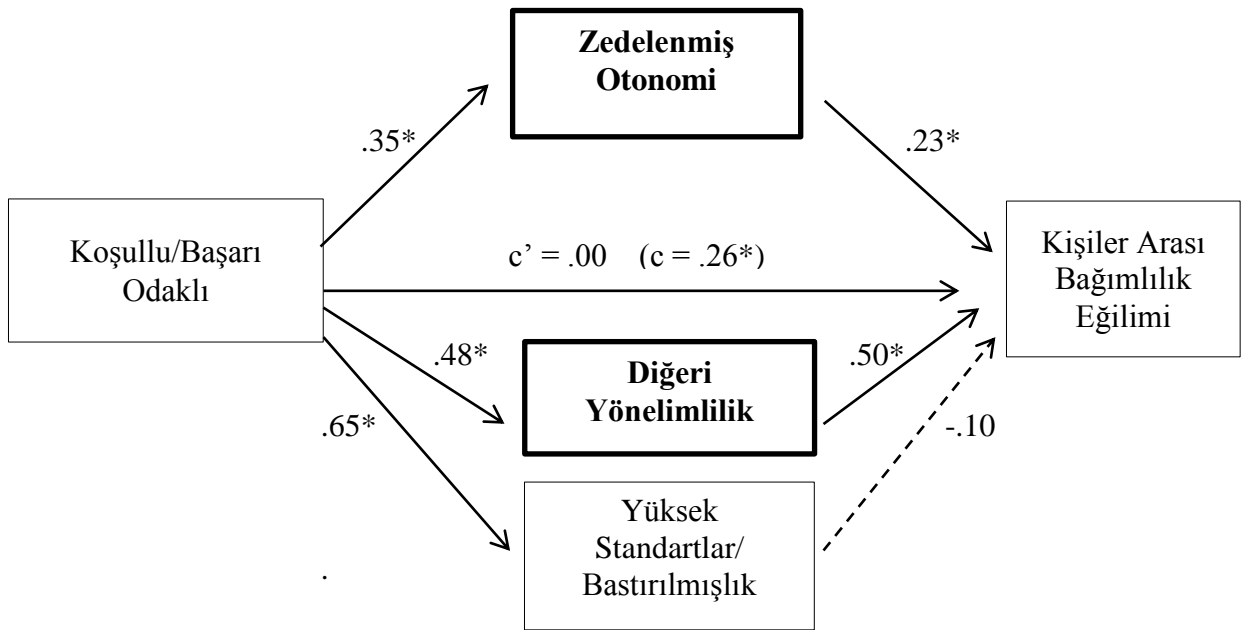 Zedelenmiş
Otonomi
.35*
.23*
Koşullu/Başarı
Odaklı
c’ = .00 (c = .26*)
Kişiler Arası
Bağımlılık
Eğilimi
.48*
Diğeri
Yönelimlilik
.50*
.65*
-.10
Yüksek
Standartlar/
Bastırılmışlık
.